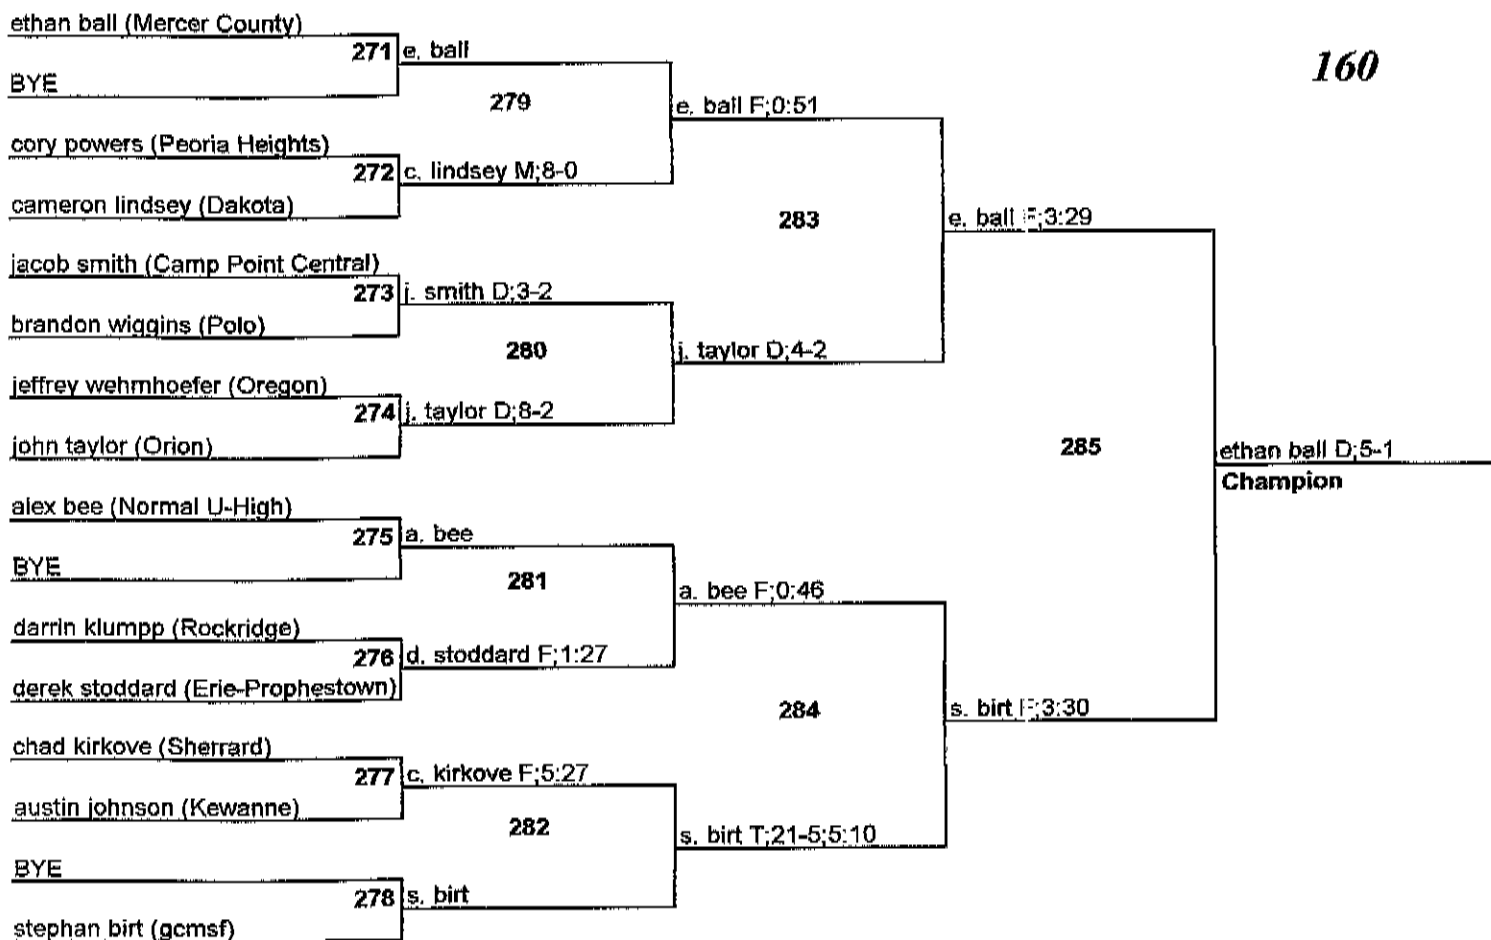 ethan ball (Mercer County)
271 e. ball
160
BYE
279
e. ball F;0:51
cory powers (Peoria Heights)
272 c. lindsey M;8-0
cameron lindsey (Dakota)
283
e. ball F;3:29
jacob smith (Camp Point Central)
273 j. smith D;3-2
brandon wiggins (Polo)
280
j. taylor D;4-2
jeffrey wehmhoefer (Oregon)
274 j. taylor D;8-2
john taylor (Orion)
285
ethan ball D;5-1
Champion
alex bee (Normal U-High)
275 a. bee
BYE
281
a. bee F;0:46
darrin klumpp (Rockridge)
276 d. stoddard F;1:27
derek stoddard (Erie-Prophestown)
284
s. birt F;3:30
chad kirkove (Sherrard)
277 c. kirkove F;5:27
austin johnson (Kewanne)
282
s. birt T;21-5;5:10
BYE
278 s. birt
stephan birt (gcmsf)